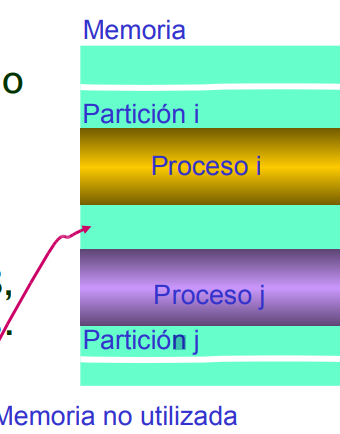 Memoria
o
Partición i
Proceso i
,
Proceso j
.
Partición j
Memoria no utilizada